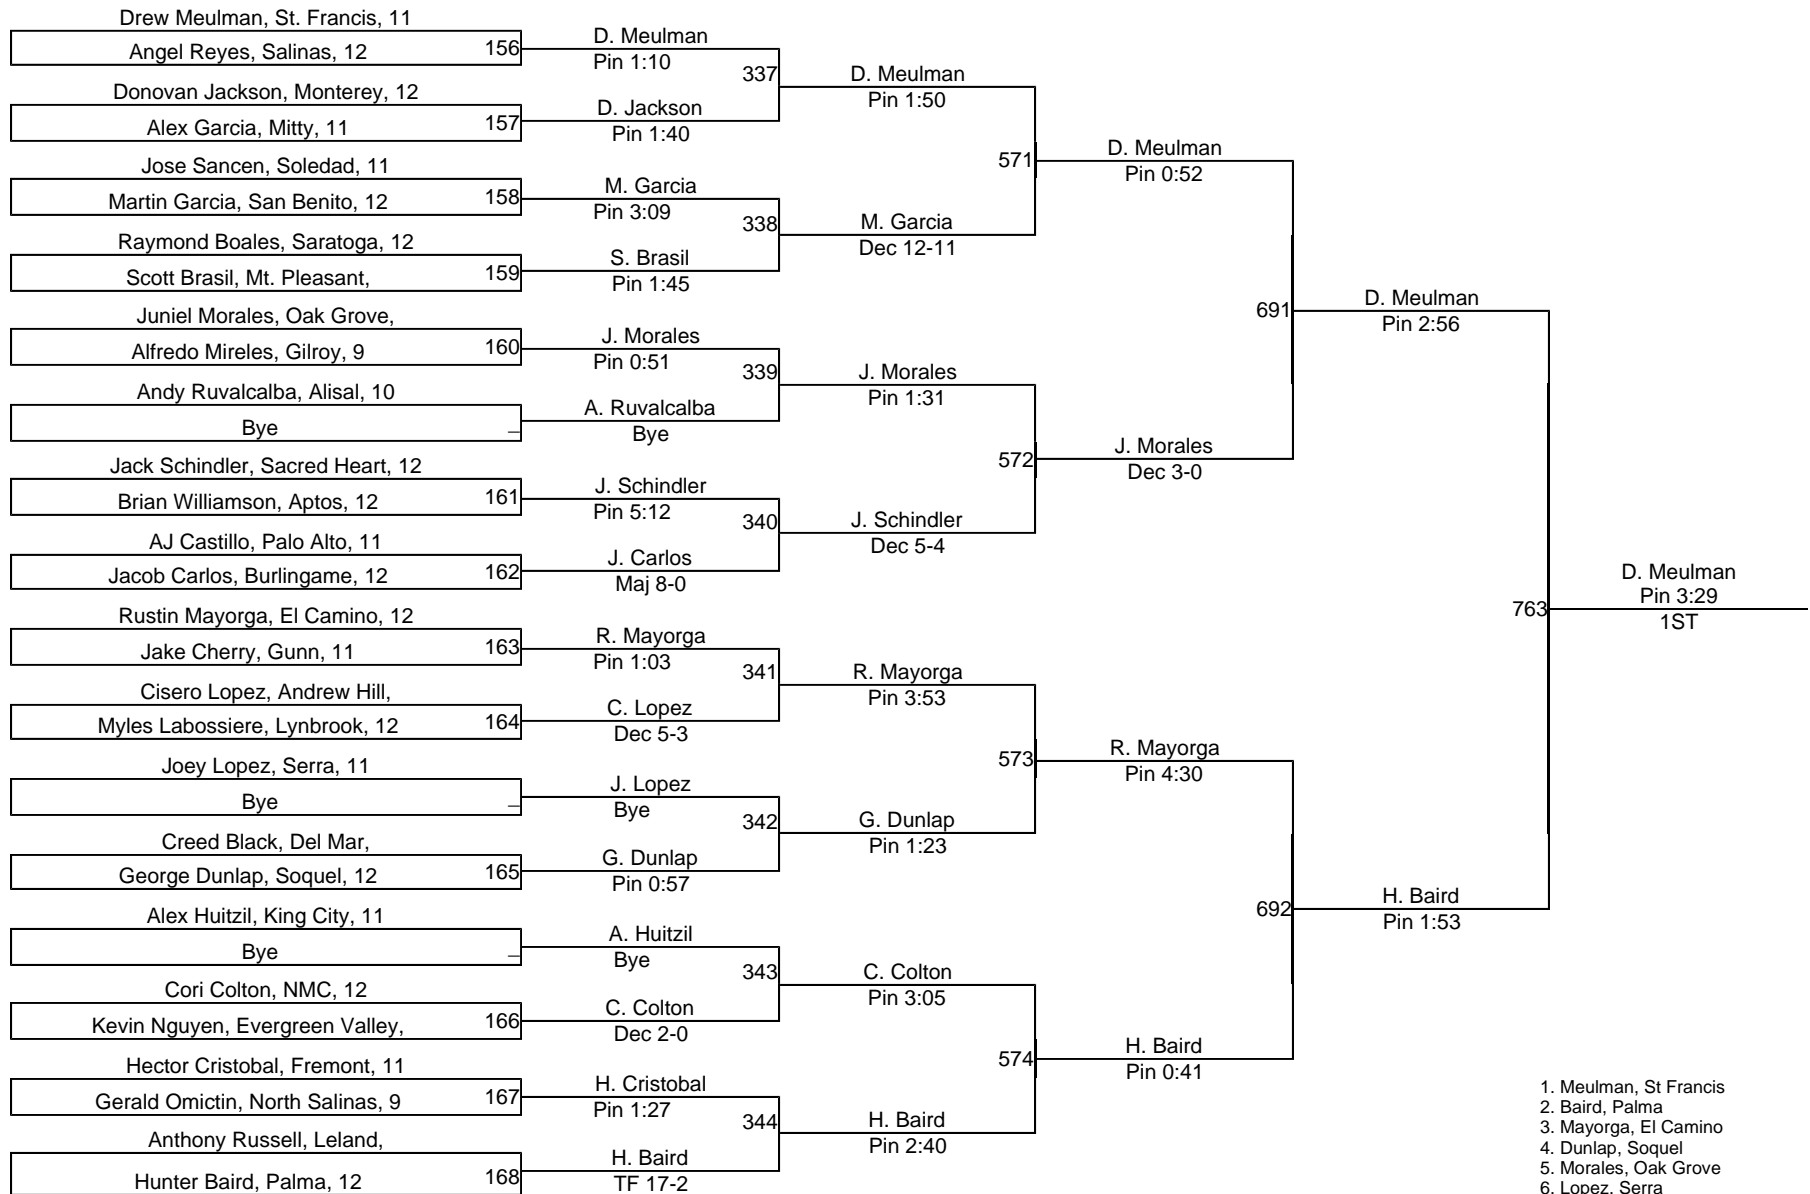 Drew Meulman, St. Francis, 11
Angel Reyes, Salinas, 12
156
Donovan Jackson, Monterey, 12
Alex Garcia, Mitty, 11
157
Jose Sancen, Soledad, 11
Martin Garcia, San Benito, 12
158
Raymond Boales, Saratoga, 12
Scott Brasil, Mt. Pleasant,
159
Juniel Morales, Oak Grove,
Alfredo Mireles, Gilroy, 9
160
Andy Ruvalcalba, Alisal, 10
Bye
_
Jack Schindler, Sacred Heart, 12
Brian Williamson, Aptos, 12
161
AJ Castillo, Palo Alto, 11
Jacob Carlos, Burlingame, 12
162
Rustin Mayorga, El Camino, 12
Jake Cherry, Gunn, 11
163
Cisero Lopez, Andrew Hill,
Myles Labossiere, Lynbrook, 12
164
Joey Lopez, Serra, 11
Bye
_
Creed Black, Del Mar,
George Dunlap, Soquel, 12
165
Alex Huitzil, King City, 11
Bye
_
Cori Colton, NMC, 12
Kevin Nguyen, Evergreen Valley,
166
Hector Cristobal, Fremont, 11
Gerald Omictin, North Salinas, 9
167
Anthony Russell, Leland,
Hunter Baird, Palma, 12
168
D. Meulman
Pin 1:10
337
D. Jackson
Pin 1:40
M. Garcia
Pin 3:09
338
S. Brasil
Pin 1:45
J. Morales
Pin 0:51
339
A. Ruvalcalba
Bye
J. Schindler
Pin 5:12
340
J. Carlos
Maj 8-0
R. Mayorga
Pin 1:03
341
C. Lopez
Dec 5-3
J. Lopez
Bye
342
G. Dunlap
Pin 0:57
A. Huitzil
Bye
343
C. Colton
Dec 2-0
H. Cristobal
Pin 1:27
344
H. Baird
TF 17-2
D. Meulman
Pin 1:50
571
M. Garcia
Dec 12-11
J. Morales
Pin 1:31
572
J. Schindler
Dec 5-4
R. Mayorga
Pin 3:53
573
G. Dunlap
Pin 1:23
C. Colton
Pin 3:05
574
H. Baird
Pin 2:40
D. Meulman
Pin 0:52
691
J. Morales
Dec 3-0
R. Mayorga
Pin 4:30
692
H. Baird
Pin 0:41
D. Meulman
Pin 2:56
763
H. Baird
Pin 1:53
D. Meulman
Pin 3:29
1ST
1. Meulman, St Francis
2. Baird, Palma
3. Mayorga, El Camino
4. Dunlap, Soquel
5. Morales, Oak Grove
6. Lopez, Serra